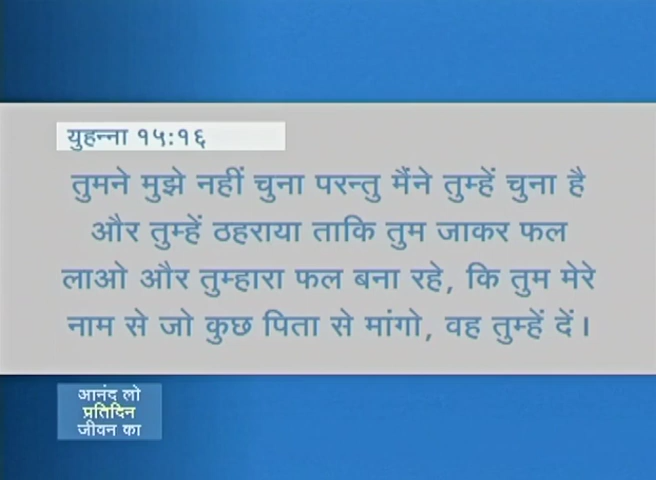 युहन्ना १५:१६
तुमने मुझे नहीं चुना परन्तु मैंने तुम्हें चुना है
और तुम्हें ठहराया ताकि तुम जाकर फल
लाओ और तुम्हारा फल बना रहे, कि तुम मेरे
नाम से जो कुछ पिता से मांगो, वह तुम्हें दें।
आनंद लो
प्रतिदिन
जीवन का